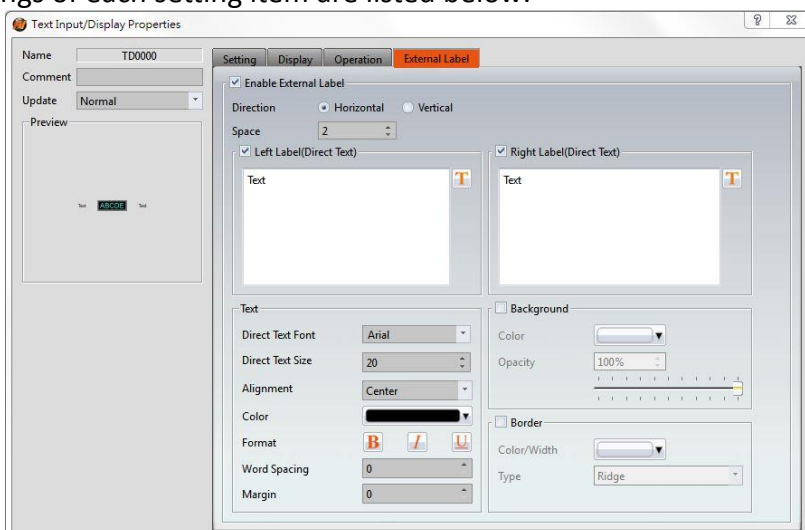 ngs of each setting item are listed below.
Text Input/Display Properties
Name TD0000
Comment
Update Normal
Preview
Text ABCDE Text
Setting Display Operation External Label
Enable External Label
Direction Horizontal Vertical
Space 2
Left Label(Direct Text)
Text
T
Right Label(Direct Text)
Text
T
Text
Direct Text Font Arial
Direct Text Size 20
Alignment Center
Color
Format B I U
Word Spacing 0
Margin 0
Background
Color
Opacity 100%
Border
Color/Width
Type Ridge